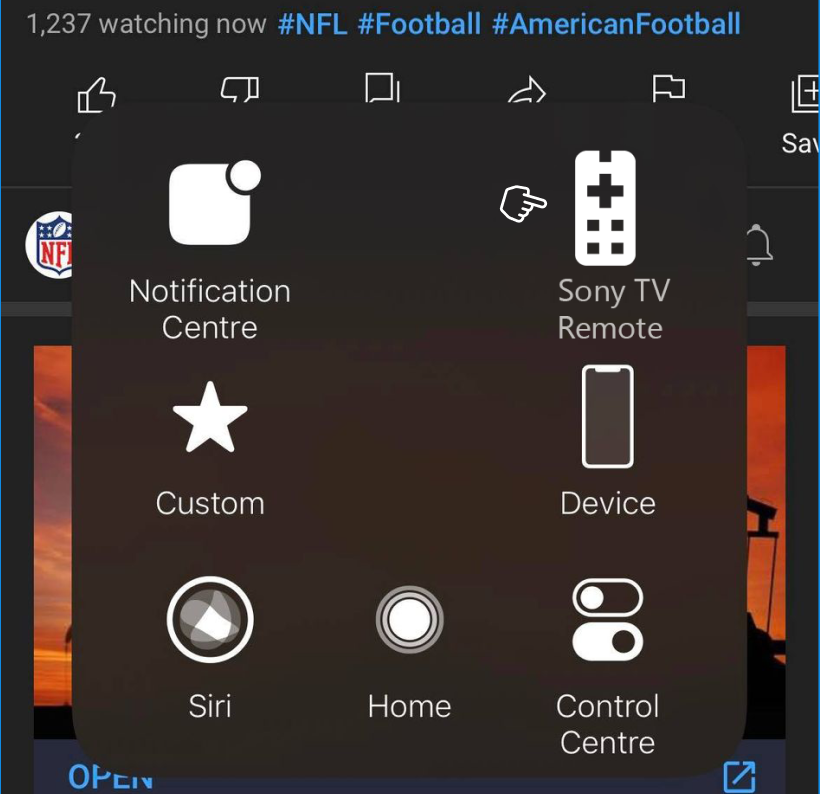 1,237 watching now #NFL #Football #AmericanFootball
Sav
NFL
Notification
Centre
Sony TV
Remote
Custom
Device
Siri
Home
Control
Centre
OPEN